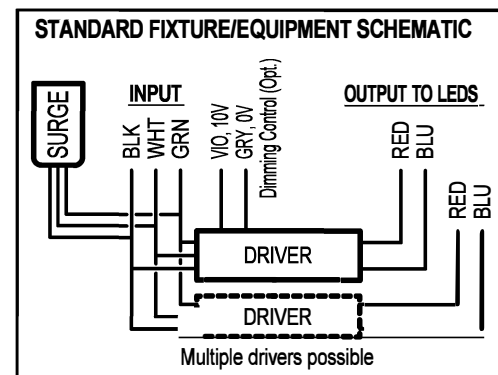 STANDARD FIXTURE/EQUIPMENT SCHEMATIC
SURGE
INPUT
BLK
WHT
GRN
VIO, 10V
GRY, 0V
Dimming Control (Opt.)
OUTPUT TO LEDS
RED
BLU
RED
BLU
DRIVER
DRIVER
Multiple drivers possible